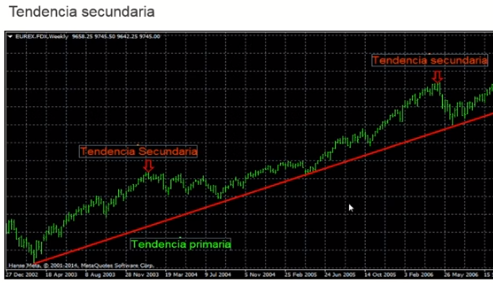 Tendencia secundaria
EUREX.FDX,Weekly 9658.25 9745.50 9642.25 9745.00
Tendencia secundaria
Tendencia Secundaria
Tendencia primaria
© 2001-2014, MetaQuotes Software Corp.
27 Dec 2002 18 Apr 2003 8 Aug 2003 28 Nov 2003 19 Mar 2004 9 Jul 2004 5 Nov 2004 25 Feb 2005 24 Jun 2005 14 Oct 2005 3 Feb 2006 26 May 2006 15